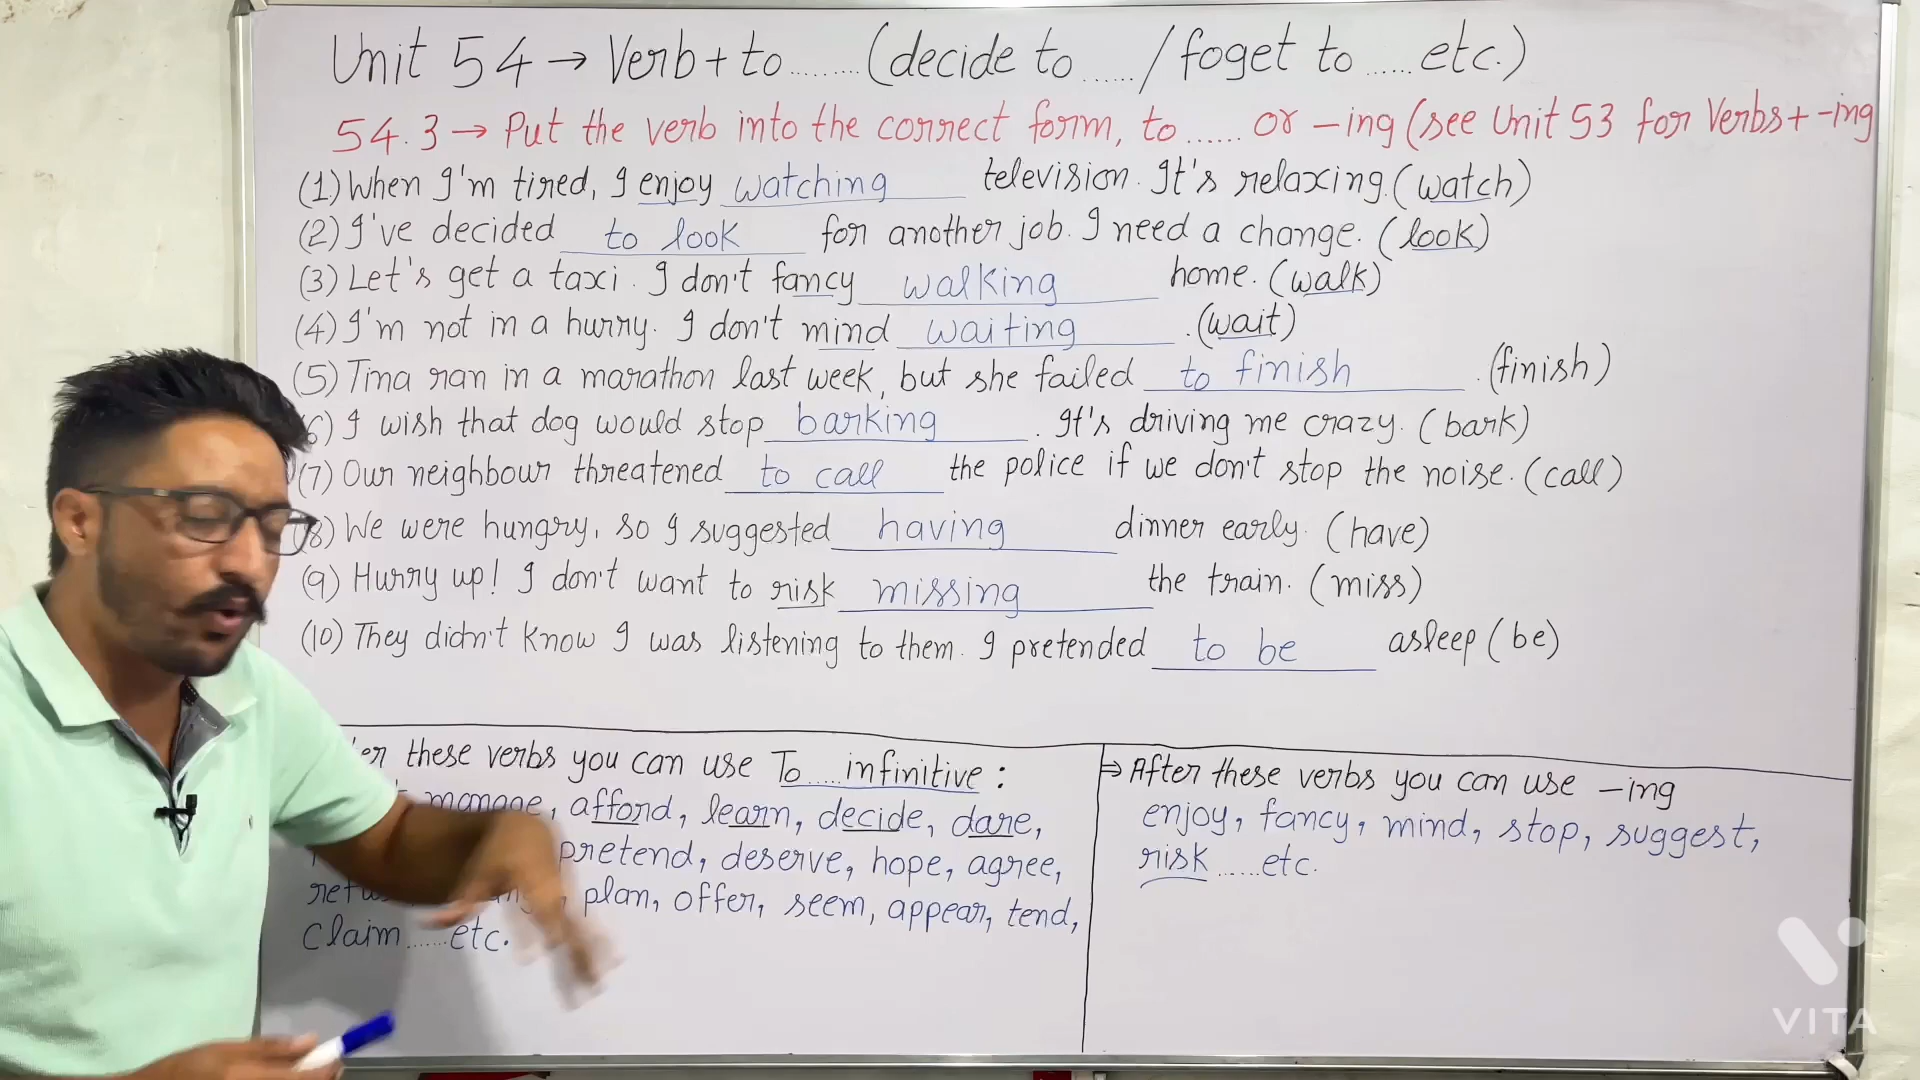 Unit 54 → Verb + to ........ (decide to ...... / foget to ...... etc.)
54.3 → Put the verb into the correct form, to ...... or -ing (see Unit 53 for Verbs + -ing
(1) When I'm tired, I enjoy watching television. It's relaxing. (watch)
(2) I've decided to look for another job. I need a change. (look)
(3) Let's get a taxi. I don't fancy walking home. (walk)
(4) I'm not in a hurry. I don't mind waiting. (wait)
(5) Tina ran in a marathon last week, but she failed to finish. (finish)
6) I wish that dog would stop barking. It's driving me crazy. (bark)
(7) Our neighbour threatened to call the police if we don't stop the noise. (call)
8) We were hungry, so I suggested having dinner early. (have)
(9) Hurry up! I don't want to risk missing the train. (miss)
(10) They didn't know I was listening to them. I pretended to be asleep (be)
these verbs you can use To ..... infinitive :
manage, afford, learn, decide, dare,
pretend, deserve, hope, agree,
plan, offer, seem, appear, tend,
claim ...... etc.
⇒ After these verbs you can use -ing
enjoy, fancy, mind, stop, suggest,
risk ...... etc.
VITA